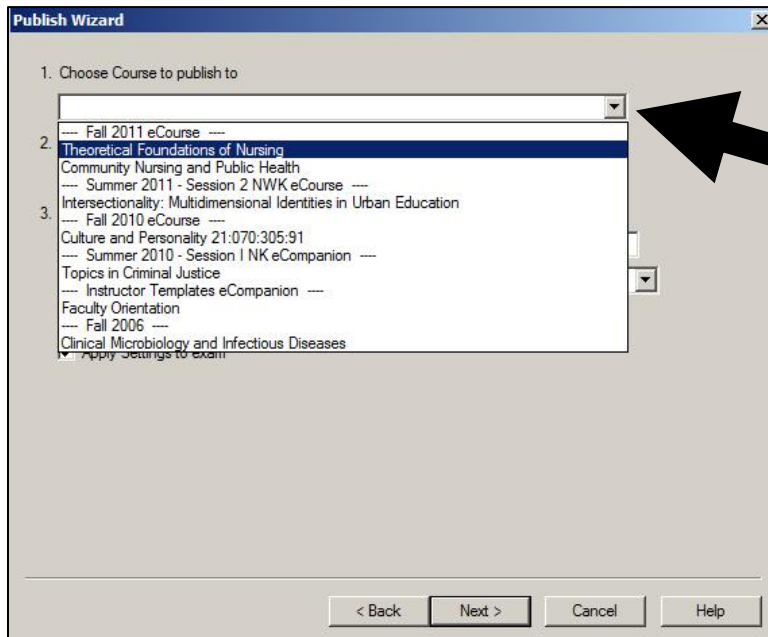 Publish Wizard
1. Choose Course to publish to
---- Fall 2011 eCourse ----
2.
Theoretical Foundations of Nursing
Community Nursing and Public Health
---- Summer 2011 - Session 2 NWK eCourse ----
Intersectionality: Multidimensional Identities in Urban Education
3.
---- Fall 2010 eCourse ----
Culture and Personality 21:070:305:91
---- Summer 2010 - Session I NK eCompanion ----
Topics in Criminal Justice
---- Instructor Templates eCompanion ----
Faculty Orientation
---- Fall 2006 ----
Clinical Microbiology and Infectious Diseases
Apply Settings to exam
< Back Next > Cancel Help